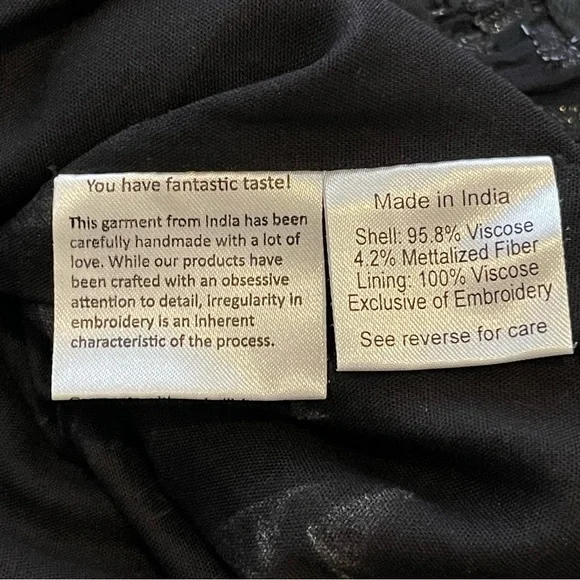 You have fantastic taste!
This garment from India has been
carefully handmade with a lot of
love. While our products have
been crafted with an obsessive
attention to detail, irregularity in
embroidery is an inherent
characteristic of the process.
Made in India
Shell: 95.8% Viscose
4.2% Mettalized Fiber
Lining: 100% Viscose
Exclusive of Embroidery
See reverse for care